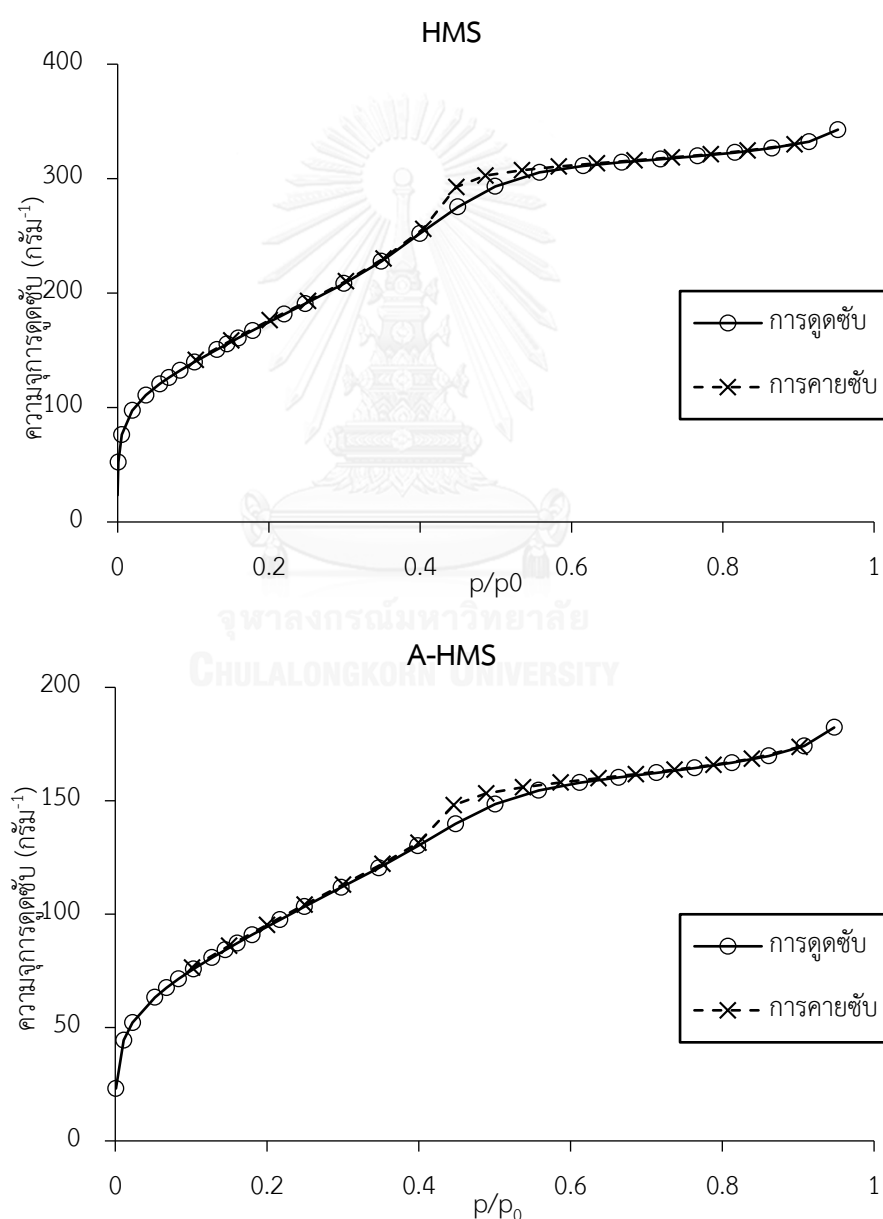 HMS
400
300
200
100
0
ความจุการดูดซับ (กรัม-1)
0 0.2 0.4 0.6 0.8 1
p/p0
การดูดซับ
การคายซับ
จุฬาลงกรณ์มหาวิทยาลัย
CHULALONGKORN UNIVERSITY
A-HMS
200
150
100
50
0
ความจุการดูดซับ (กรัม-1)
0 0.2 0.4 0.6 0.8 1
p/p0
การดูดซับ
การคายซับ